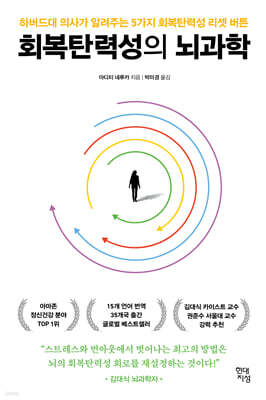 하버드대 의사가 알려주는 5가지 회복탄력성 리셋 버튼
회복탄력성의 뇌과학
아디티 네루카 지음 | 박미경 옮김
아마존
정신건강 분야
TOP 1위
15개 언어 번역
35개국 출간
글로벌 베스트셀러
김대식 카이스트 교수
권준수 서울대 교수
강력 추천
“스트레스와 번아웃에서 벗어나는 최고의 방법은
뇌의 회복탄력성 회로를 재설정하는 것이다!”
- 김대식 뇌과학자 -
현대
지성